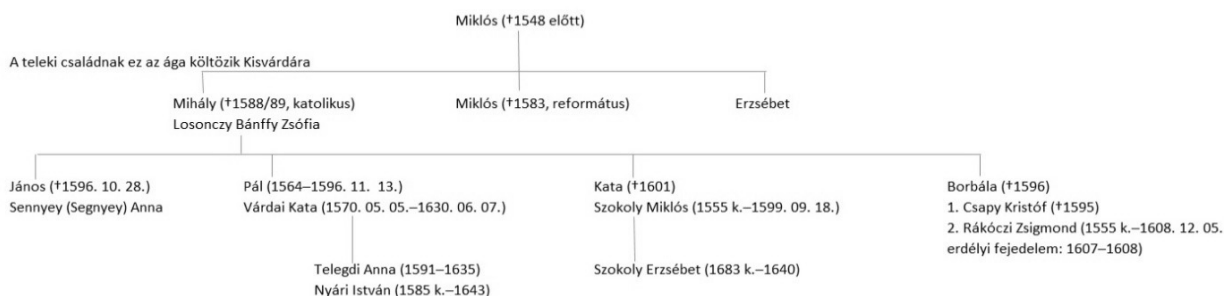 Miklós (†1548 előtt)
A teleki családnak ez az ága költözik Kisvárdára
Mihály (†1588/89, katolikus)
Losonczy Bánffy Zsófia
Miklós (†1583, református)
Erzsébet
János (†1596. 10. 28.)
Sennyey (Segnyey) Anna
Pál (1564–1596. 11. 13.)
Várdai Kata (1570. 05. 05.–1630. 06. 07.)
Kata (†1601)
Szokoly Miklós (1555 k.–1599. 09. 18.)
Borbála (†1596)
1. Csapy Kristóf (†1595)
2. Rákóczi Zsigmond (1555 k.–1608. 12. 05.
erdélyi fejedelem: 1607–1608)
Telegdi Anna (1591–1635)
Nyári István (1585 k.–1643)
Szokoly Erzsébet (1683 k.–1640)